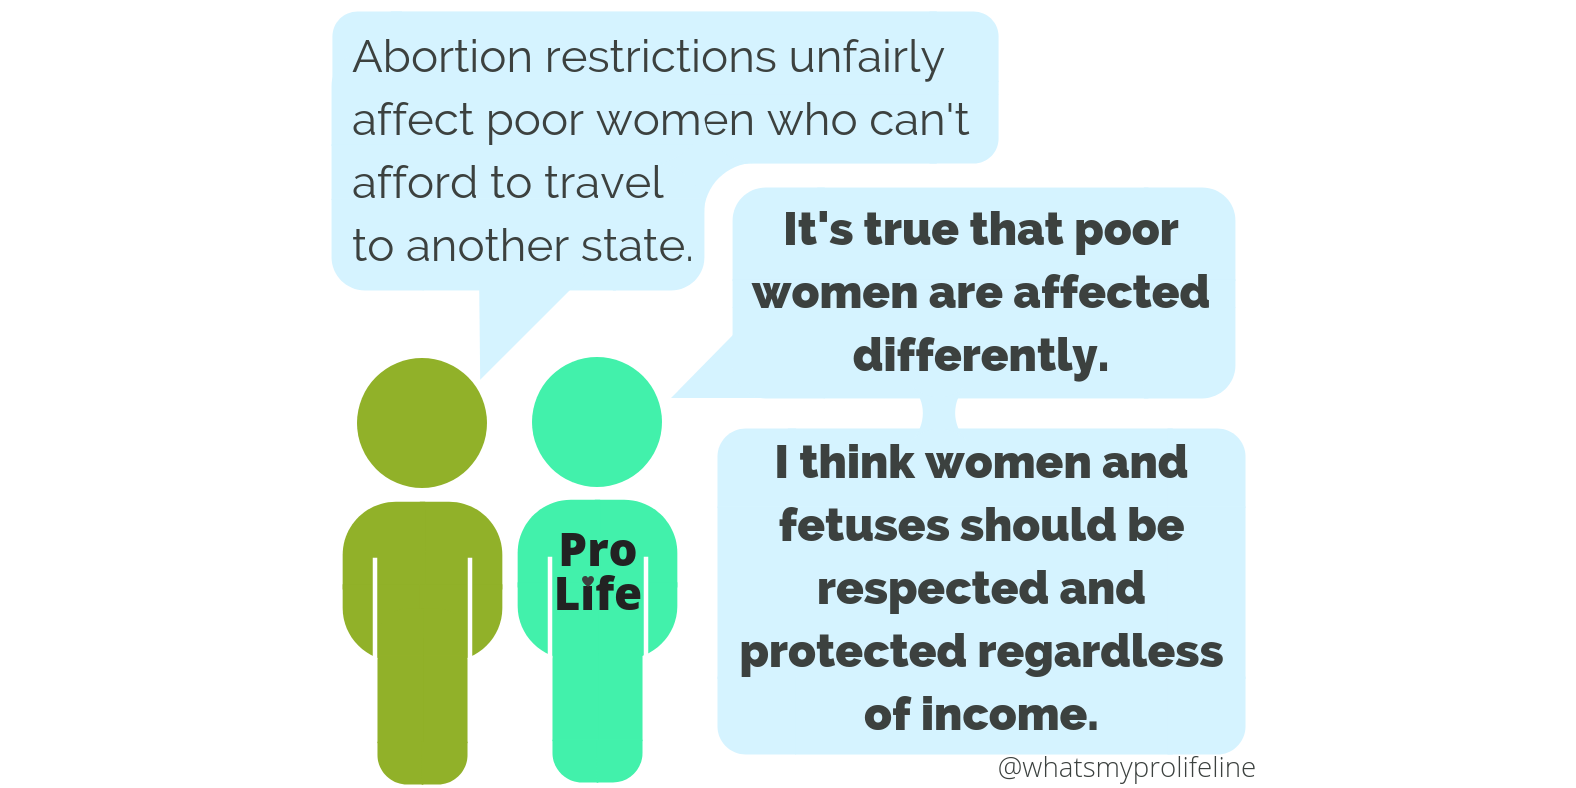 Abortion restrictions unfairly
affect poor women who can't
afford to travel
to another state.
It's true that poor
women are affected
differently.
I think women and
fetuses should be
respected and
protected regardless
of income.
Pro
Life
@whatsmyprolifeline